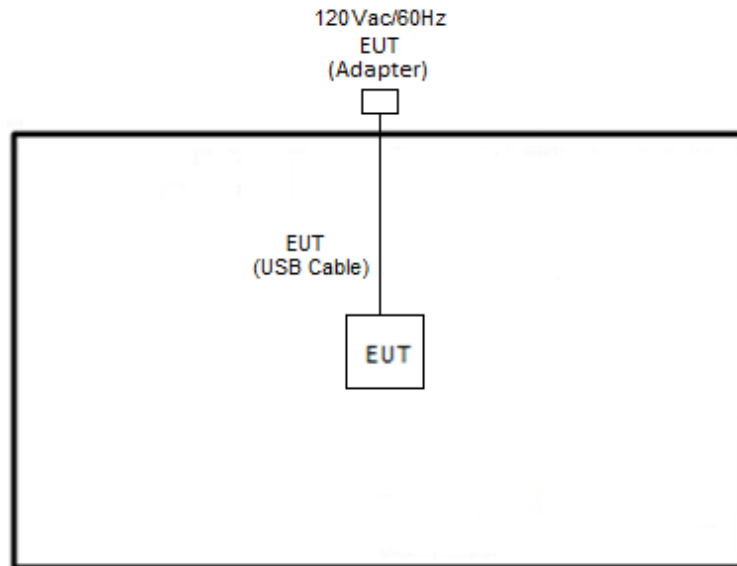 120Vac/60Hz
EUT
(Adapter)
EUT
(USB Cable)
EUT